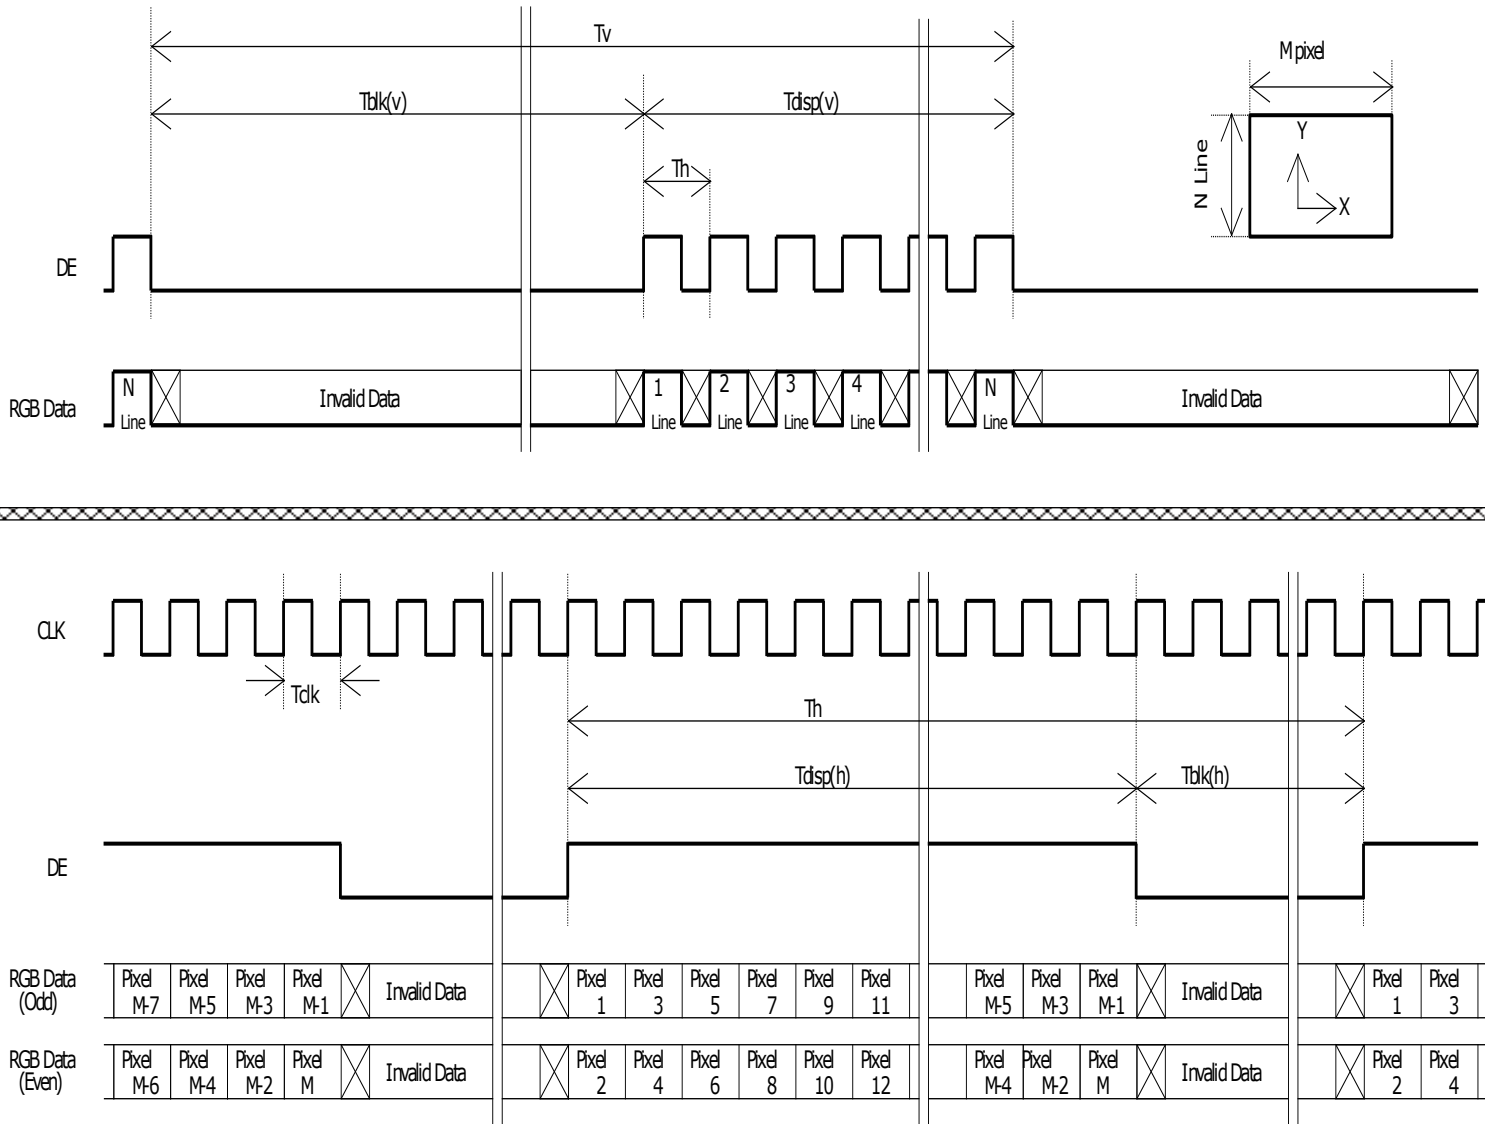 Tv
M pixel
Tblk(v)
Tdisp(v)
Th
N Line
Y
X
DE
RGB Data
N
Line
Invalid Data
1
Line
2
Line
3
Line
4
Line
N
Line
Invalid Data
CLK
Tclk
Th
Tdisp(h)
Tblk(h)
DE
RGB Data
(Odd)
Pixel
M-7
Pixel
M-5
Pixel
M-3
Pixel
M-1
Invalid Data
Pixel
1
Pixel
3
Pixel
5
Pixel
7
Pixel
9
Pixel
11
Pixel
M-5
Pixel
M-3
Pixel
M-1
Invalid Data
Pixel
1
Pixel
3
RGB Data
(Even)
Pixel
M-6
Pixel
M-4
Pixel
M-2
Pixel
M
Invalid Data
Pixel
2
Pixel
4
Pixel
6
Pixel
8
Pixel
10
Pixel
12
Pixel
M-4
Pixel
M-2
Pixel
M
Invalid Data
Pixel
2
Pixel
4